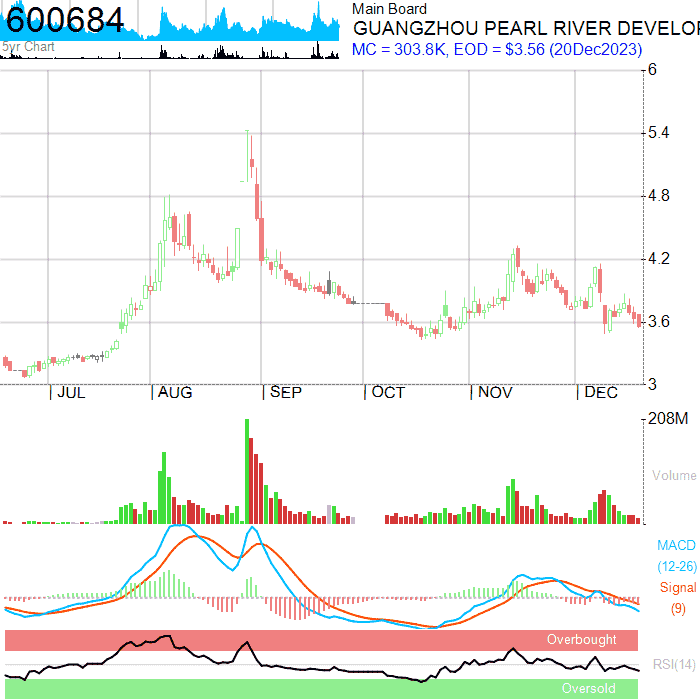 600684
5yr Chart
Main Board
GUANGZHOU PEARL RIVER DEVELO
MC = 303.8K, EOD = $3.56 (20Dec2023)
6
5.4
4.8
4.2
3.6
3
JUL AUG SEP OCT NOV DEC
208M
Volume
MACD
(12-26)
Signal
(9)
Overbought
RSI(14)
Oversold